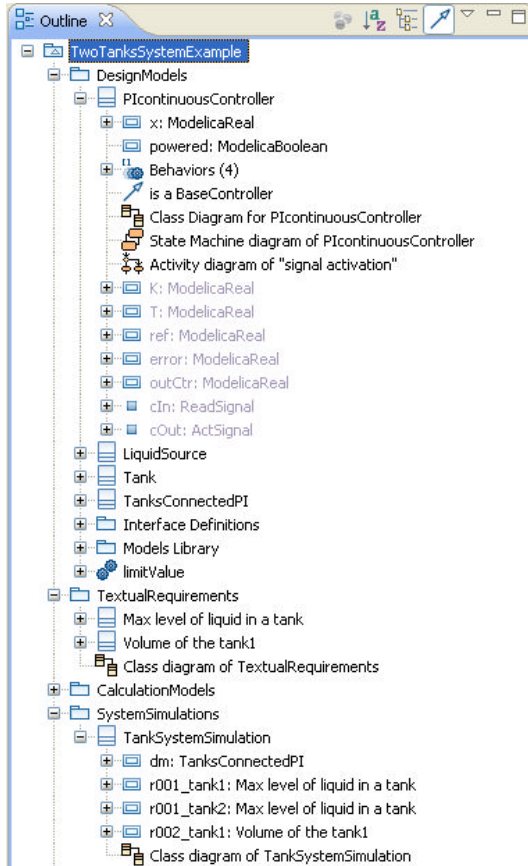 Outline
TwoTanksSystemExample
DesignModels
PIcontinuousController
x: ModelicaReal
powered: ModelicaBoolean
Behaviors (4)
is a BaseController
Class Diagram for PIcontinuousController
State Machine diagram of PIcontinuousController
Activity diagram of "signal activation"
K: ModelicaReal
T: ModelicaReal
ref: ModelicaReal
error: ModelicaReal
outCtr: ModelicaReal
cIn: ReadSignal
cOut: ActSignal
LiquidSource
Tank
TanksConnectedPI
Interface Definitions
Models Library
limitValue
TextualRequirements
Max level of liquid in a tank
Volume of the tank1
Class diagram of TextualRequirements
CalculationModels
SystemSimulations
TankSystemSimulation
dm: TanksConnectedPI
r001_tank1: Max level of liquid in a tank
r001_tank2: Max level of liquid in a tank
r002_tank1: Volume of the tank1
Class diagram of TankSystemSimulation